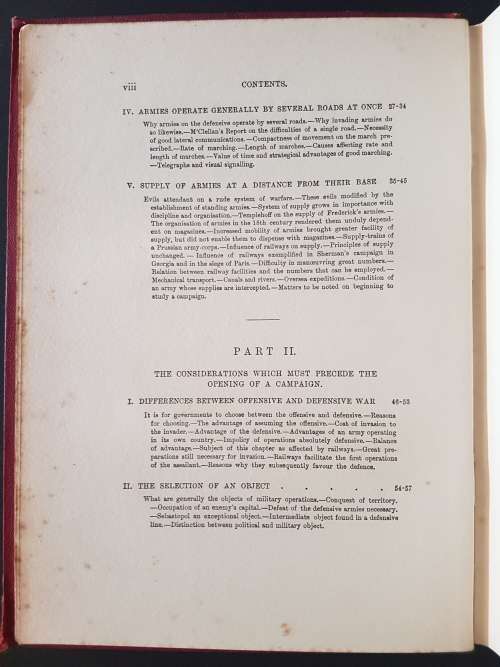 viii
CONTENTS.
IV. ARMIES OPERATE GENERALLY BY SEVERAL ROADS AT ONCE 27-34
Why armies on the defensive operate by several roads.—Why invading armies do
so likewise.—M'Clellan's Report on the difficulties of a single road.—Necessity
of good lateral communications.—Compactness of movement on the march pre-
scribed.—Rate of marching.—Length of marches.—Causes affecting rate and
length of marches.—Value of time and strategical advantages of good marching.
—Telegraphs and visual signalling.
V. SUPPLY OF ARMIES AT A DISTANCE FROM THEIR BASE 35-45
Evils attendant on a rude system of warfare.—These evils modified by the
establishment of standing armies.—System of supply grows in importance with
discipline and organisation.—Templehoff on the supply of Frederick's armies.—
The organisation of armies in the 18th century rendered them unduly depend-
ent on magazines.—Increased mobility of armies brought greater facility of
supply, but did not enable them to dispense with magazines.—Supply-trains of
a Prussian army-corps.—Influence of railways on supply.—Principles of supply
unchanged.—Influence of railways exemplified in Sherman's campaign in
Georgia and in the siege of Paris.—Difficulty in manœuvring great numbers.—
Relation between railway facilities and the numbers that can be employed.—
Mechanical transport.—Canals and rivers.—Oversea expeditions.—Condition of
an army whose supplies are intercepted.—Matters to be noted on beginning to
study a campaign.
PART II.
THE CONSIDERATIONS WHICH MUST PRECEDE THE
OPENING OF A CAMPAIGN.
I. DIFFERENCES BETWEEN OFFENSIVE AND DEFENSIVE WAR 46-53
It is for governments to choose between the offensive and defensive.—Reasons
for choosing.—The advantage of assuming the offensive.—Cost of invasion to
the invader.—Advantage of the defensive.—Advantages of an army operating
in its own country.—Impolicy of operations absolutely defensive.—Balance
of advantage.—Subject of this chapter as affected by railways.—Great pre-
parations still necessary for invasion.—Railways facilitate the first operations
of the assailant.—Reasons why they subsequently favour the defence.
II. THE SELECTION OF AN OBJECT . . . . . 54-57
What are generally the objects of military operations.—Conquest of territory.
—Occupation of an enemy's capital.—Defeat of the defensive armies necessary.
—Sebastopol an exceptional object.—Intermediate object found in a defensive
line.—Distinction between political and military object.